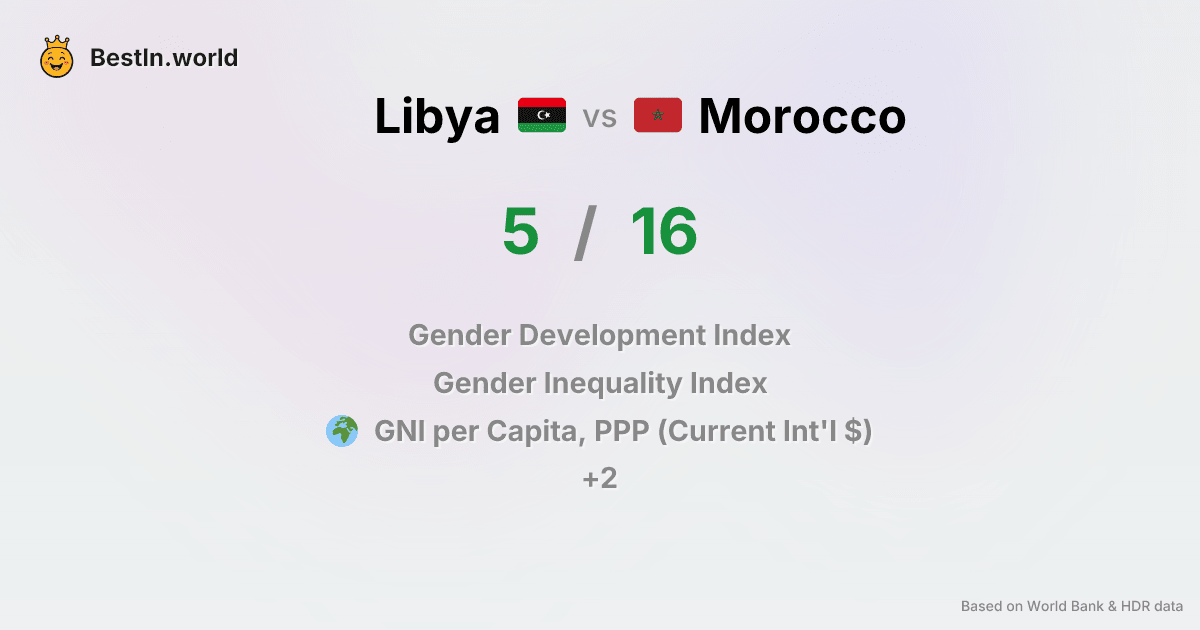 BestIn.world
Libya vs Morocco
5 / 16
Gender Development Index
Gender Inequality Index
GNI per Capita, PPP (Current Int'l $)
+2
Based on World Bank & HDR data